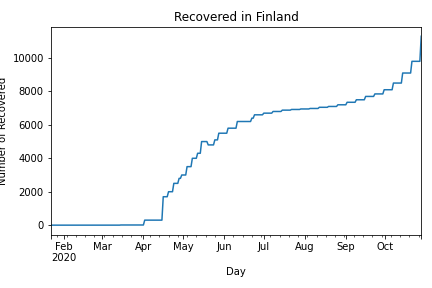 Recovered in Finland
Number of Recovered
10000
8000
6000
4000
2000
0
Feb Mar Apr May Jun Jul Aug Sep Oct
2020
Day